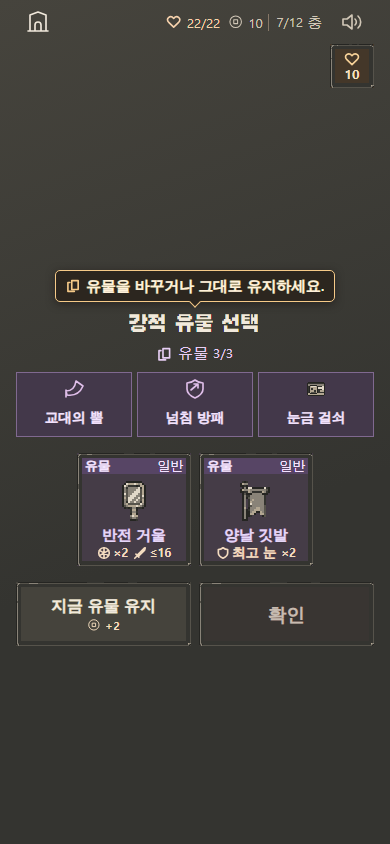 22/22 10 7/12 층
10
유물을 바꾸거나 그대로 유지하세요.
강적 유물 선택
유물 3/3
교대의 뿔 넘침 방패 눈금 걸쇠
유물 일반 유물 일반
반전 거울 양날 깃발
×2 ≤16 최고 눈 ×2
지금 유물 유지 확인
+2